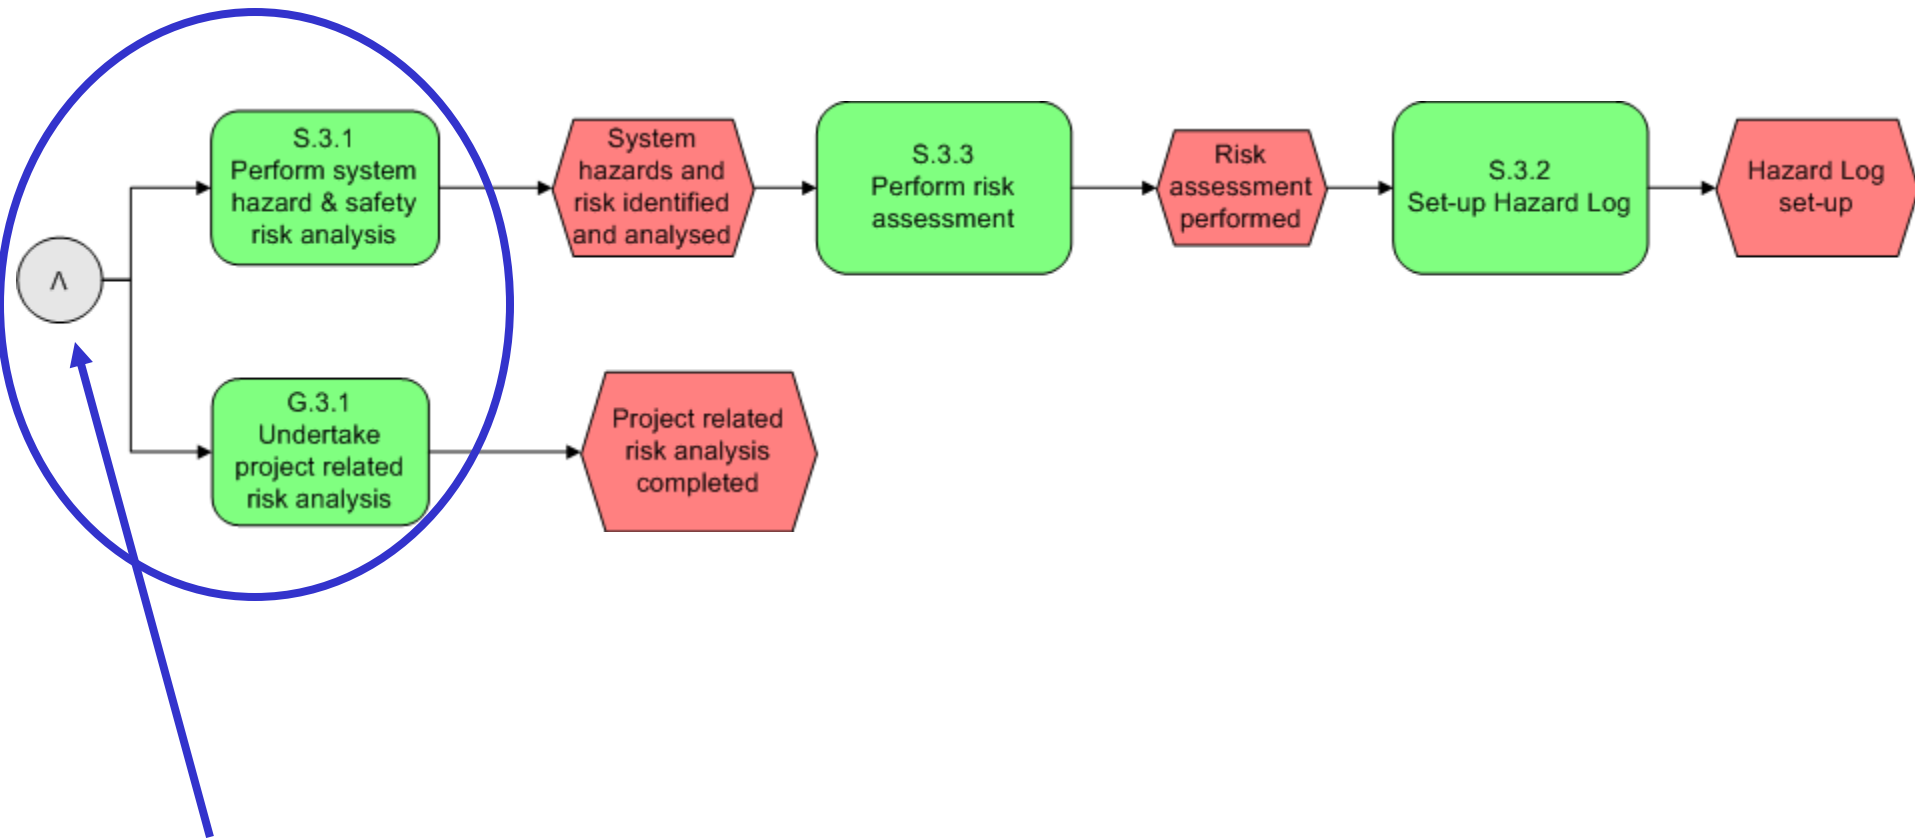 S.3.1
Perform system
hazard & safety
risk analysis
System
hazards and
risk identified
and analysed
S.3.3
Perform risk
assessment
Risk
assessment
performed
S.3.2
Set-up Hazard Log
Hazard Log
set-up
Λ
G.3.1
Undertake
project related
risk analysis
Project related
risk analysis
completed